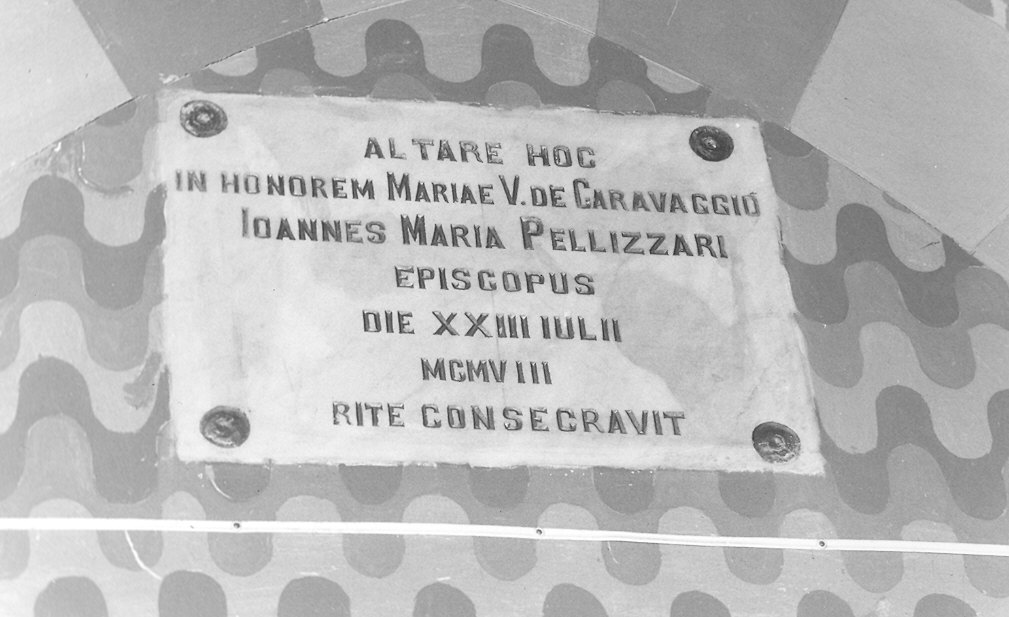 ALTARE HOC
IN HONOREM MARIAE V. DE CARAVAGGIO
IOANNES MARIA PELLIZZARI
EPISCOPUS
DIE XXIIII IULII
MCMVIII
RITE CONSECRAVIT